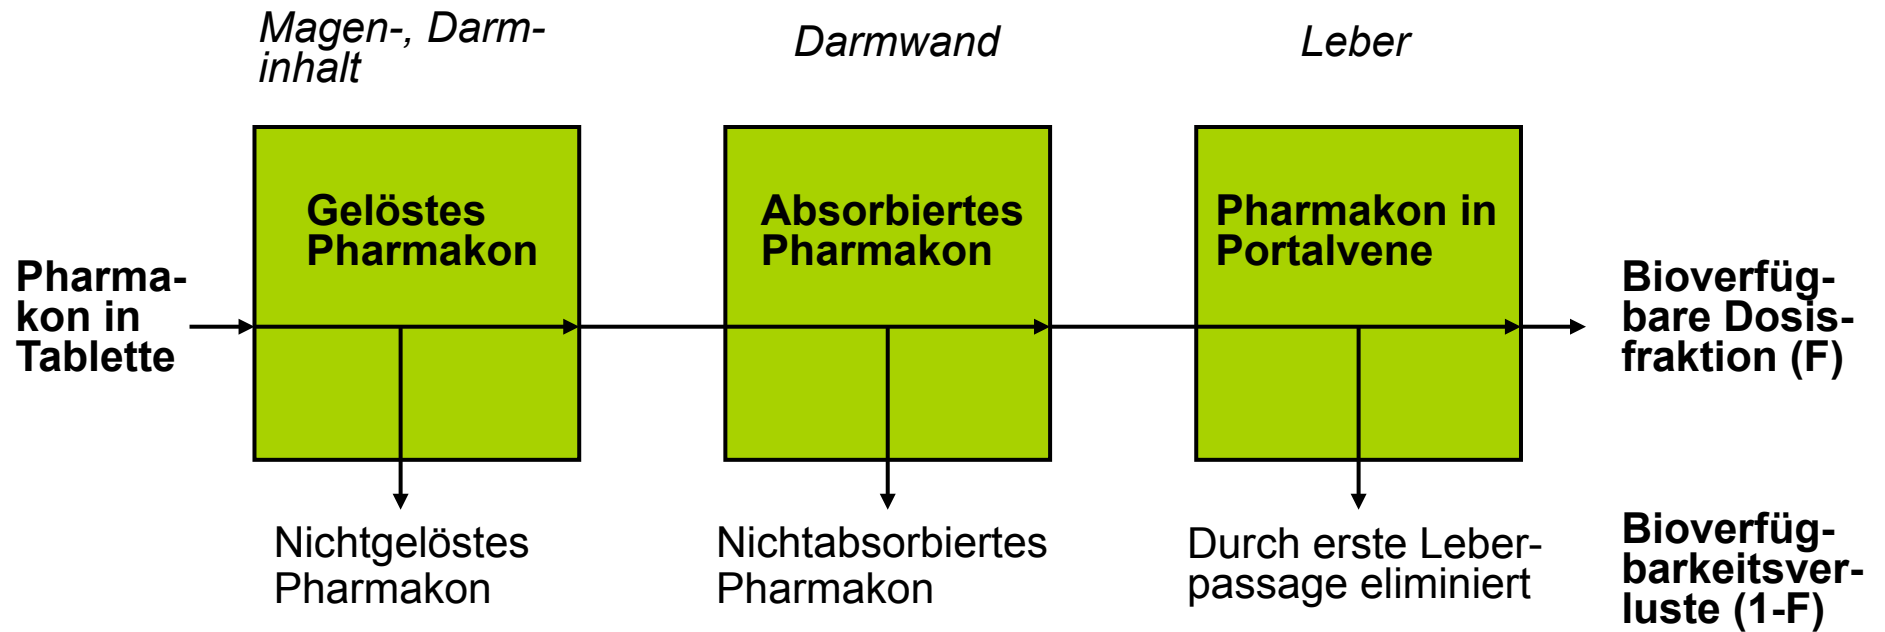 Magen-, Darm-
inhalt
Darmwand
Leber
Pharma-
kon in
Tablette
Gelöstes
Pharmakon
Absorbiertes
Pharmakon
Pharmakon in
Portalvene
Bioverfüg-
bare Dosis-
fraktion (F)
Nichtgelöstes
Pharmakon
Nichtabsorbiertes
Pharmakon
Durch erste Leber-
passage eliminiert
Bioverfüg-
barkeitsver-
luste (1-F)